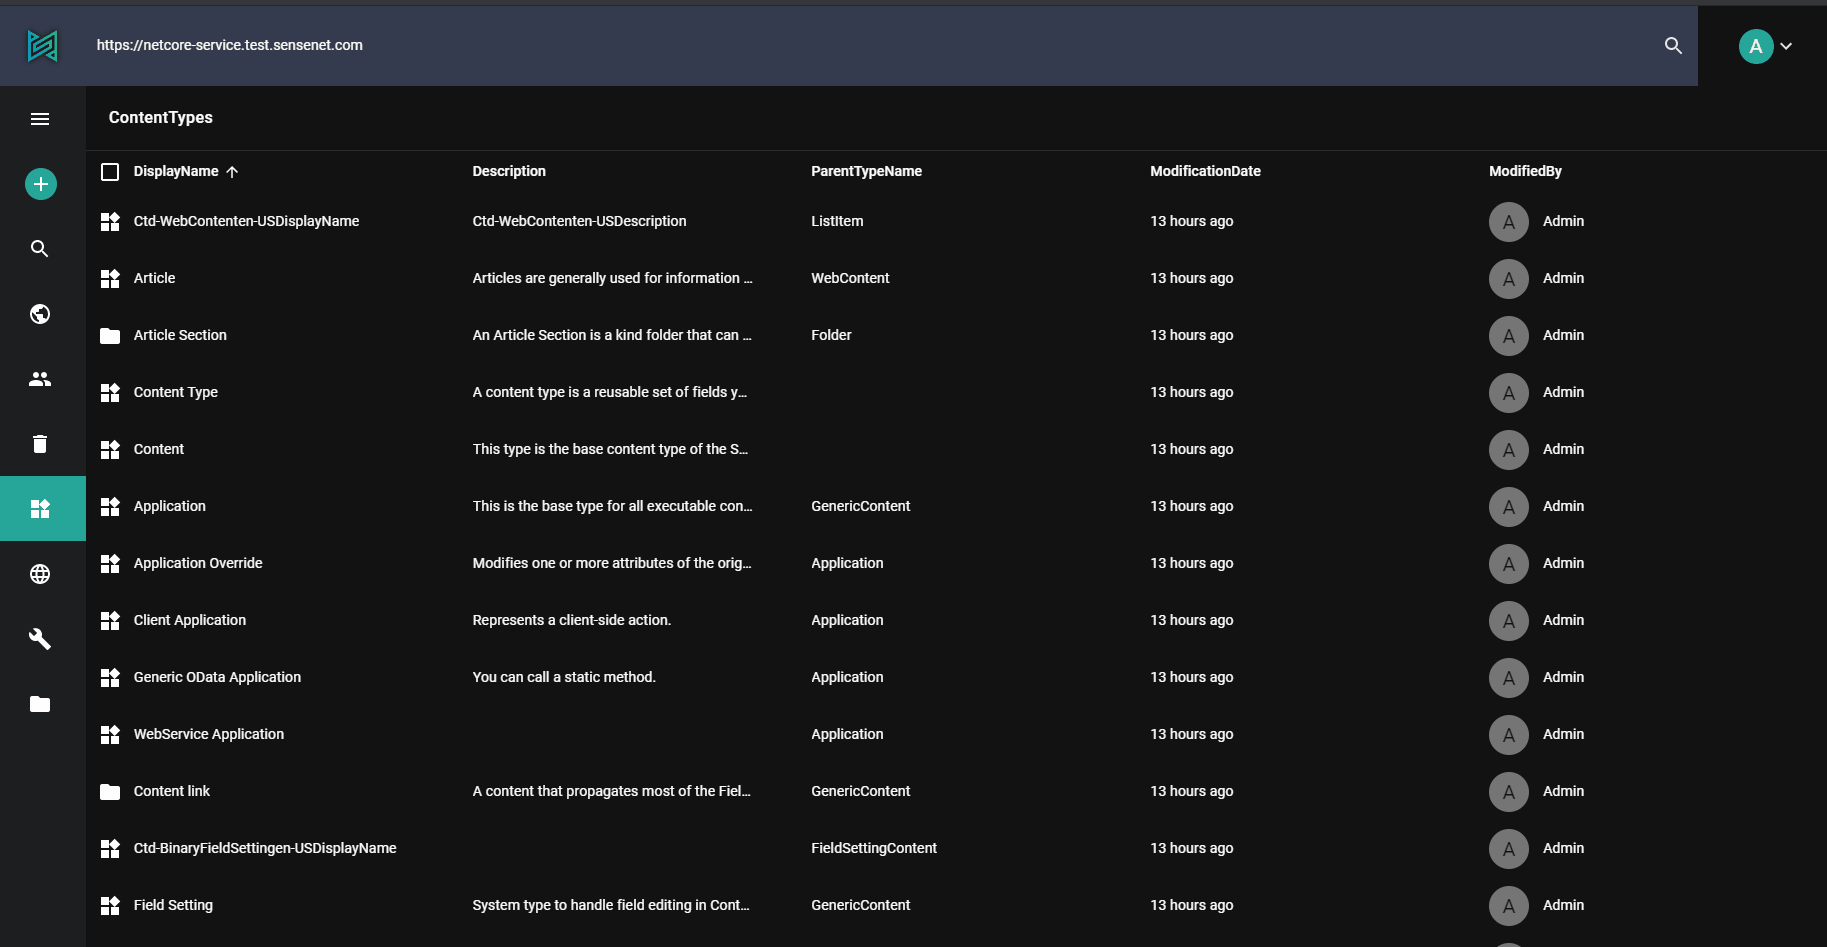 https://netcore-service.test.sensenet.com
A
ContentTypes
DisplayName Description ParentTypeName ModificationDate ModifiedBy
Ctd-WebContenten-USDisplayName Ctd-WebContenten-USDescription ListItem 13 hours ago A Admin
Article Articles are generally used for information ... WebContent 13 hours ago A Admin
Article Section An Article Section is a kind folder that can ... Folder 13 hours ago A Admin
Content Type A content type is a reusable set of fields y... 13 hours ago A Admin
Content This type is the base content type of the S... 13 hours ago A Admin
Application This is the base type for all executable con... GenericContent 13 hours ago A Admin
Application Override Modifies one or more attributes of the orig... Application 13 hours ago A Admin
Client Application Represents a client-side action. Application 13 hours ago A Admin
Generic OData Application You can call a static method. Application 13 hours ago A Admin
WebService Application Application 13 hours ago A Admin
Content link A content that propagates most of the Fiel... GenericContent 13 hours ago A Admin
Ctd-BinaryFieldSettingen-USDisplayName FieldSettingContent 13 hours ago A Admin
Field Setting System type to handle field editing in Cont... GenericContent 13 hours ago A Admin